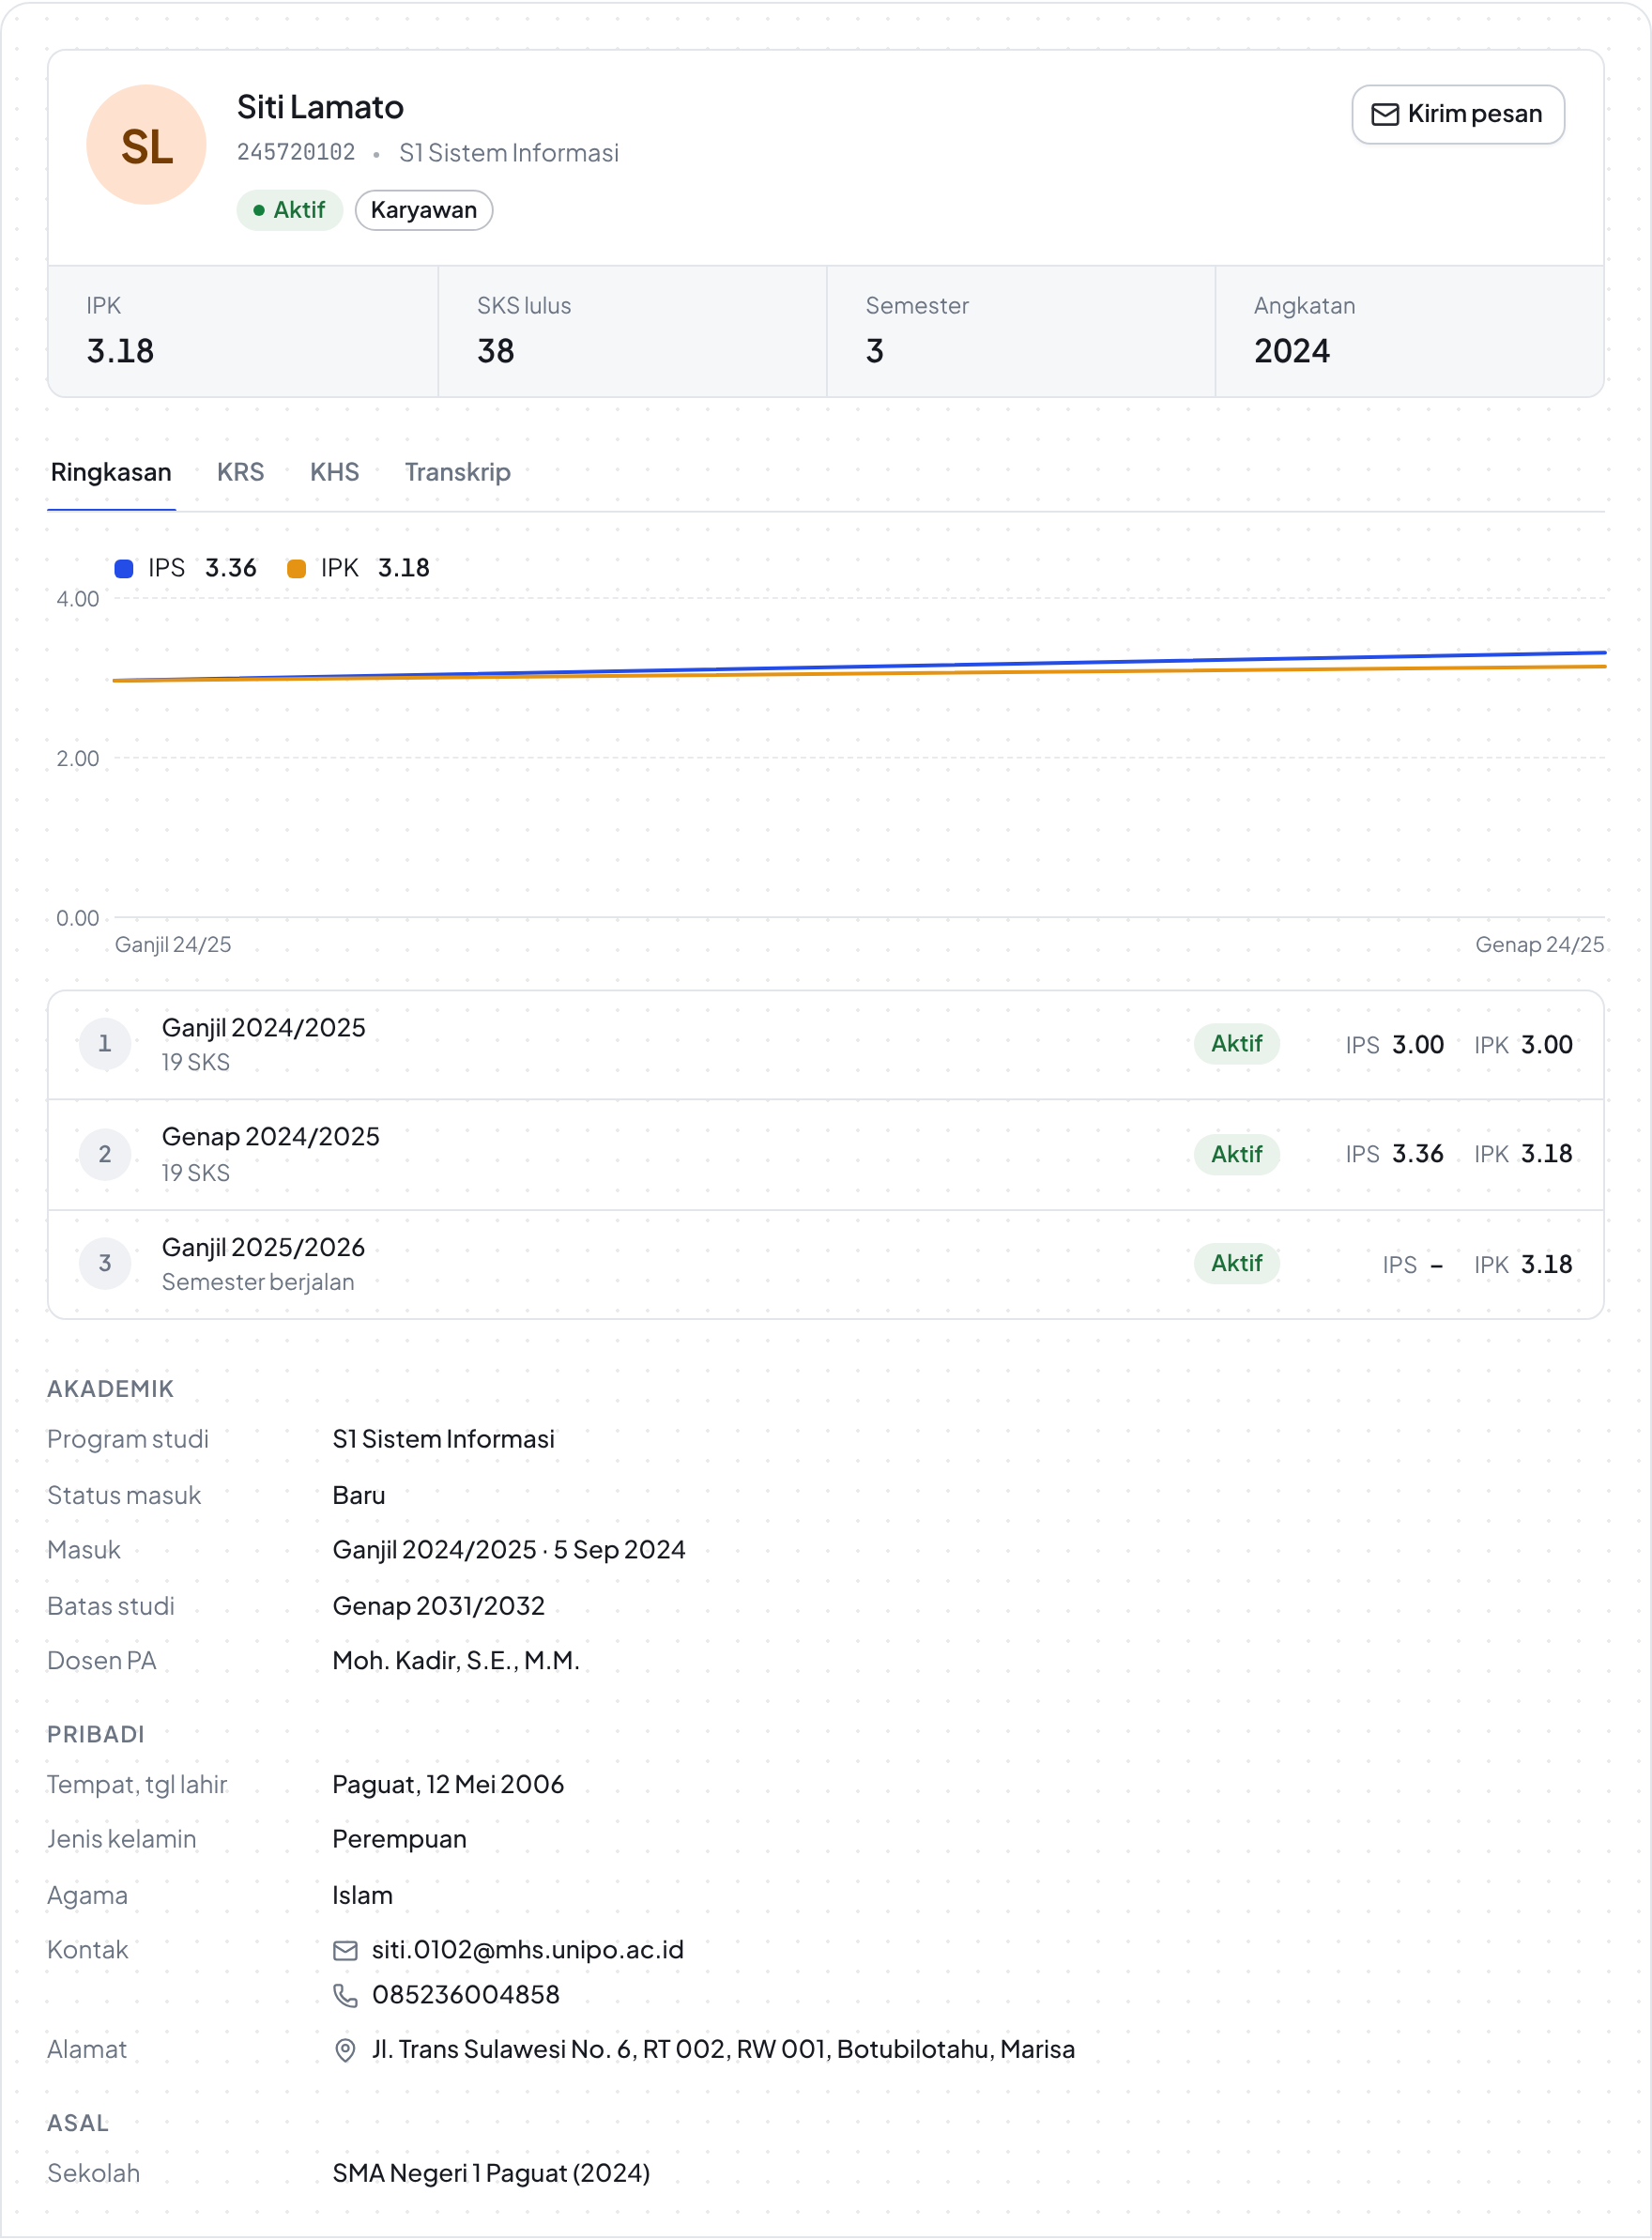 SL
Siti Lamato
245720102 • S1 Sistem Informasi
Aktif Karyawan
Kirim pesan
IPK SKS lulus Semester Angkatan
3.18 38 3 2024
Ringkasan KRS KHS Transkrip
IPS 3.36 IPK 3.18
4.00
2.00
0.00
Ganjil 24/25 Genap 24/25
1 Ganjil 2024/2025 Aktif IPS 3.00 IPK 3.00
19 SKS
2 Genap 2024/2025 Aktif IPS 3.36 IPK 3.18
19 SKS
3 Ganjil 2025/2026 Aktif IPS – IPK 3.18
Semester berjalan
AKADEMIK
Program studi S1 Sistem Informasi
Status masuk Baru
Masuk Ganjil 2024/2025 · 5 Sep 2024
Batas studi Genap 2031/2032
Dosen PA Moh. Kadir, S.E., M.M.
PRIBADI
Tempat, tgl lahir Paguat, 12 Mei 2006
Jenis kelamin Perempuan
Agama Islam
Kontak siti.0102@mhs.unipo.ac.id
085236004858
Alamat Jl. Trans Sulawesi No. 6, RT 002, RW 001, Botubilotahu, Marisa
ASAL
Sekolah SMA Negeri 1 Paguat (2024)